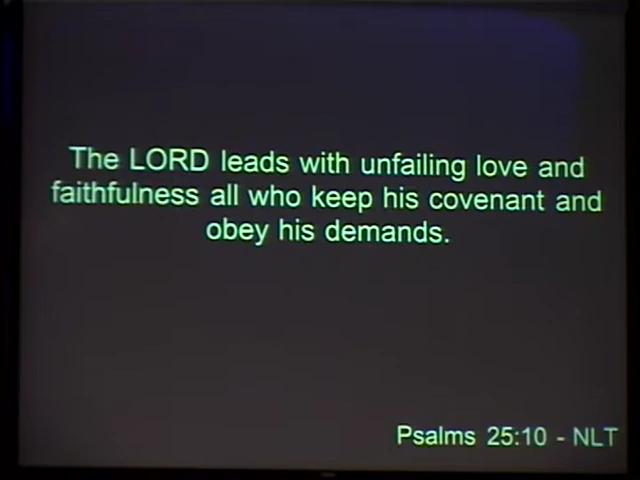 The LORD leads with unfailing love and
faithfulness all who keep his covenant and
obey his demands.
Psalms 25:10 - NLT